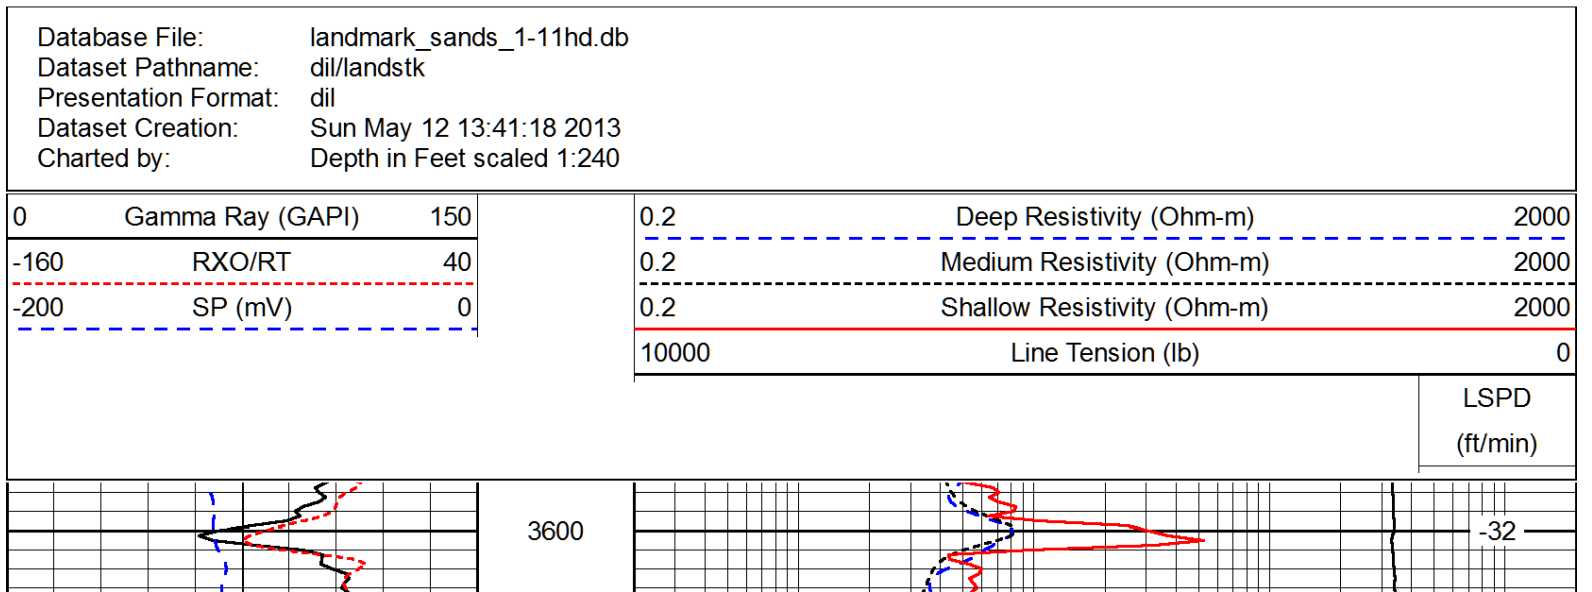 Database File: landmark_sands_1-11hd.db
Dataset Pathname: dil/landstk
Presentation Format: dil
Dataset Creation: Sun May 12 13:41:18 2013
Charted by: Depth in Feet scaled 1:240
0 Gamma Ray (GAPI) 150 0.2 Deep Resistivity (Ohm-m) 2000
-160 RXO/RT 40 0.2 Medium Resistivity (Ohm-m) 2000
-200 SP (mV) 0 0.2 Shallow Resistivity (Ohm-m) 2000
10000 Line Tension (lb) 0
LSPD
(ft/min)
3600 -32